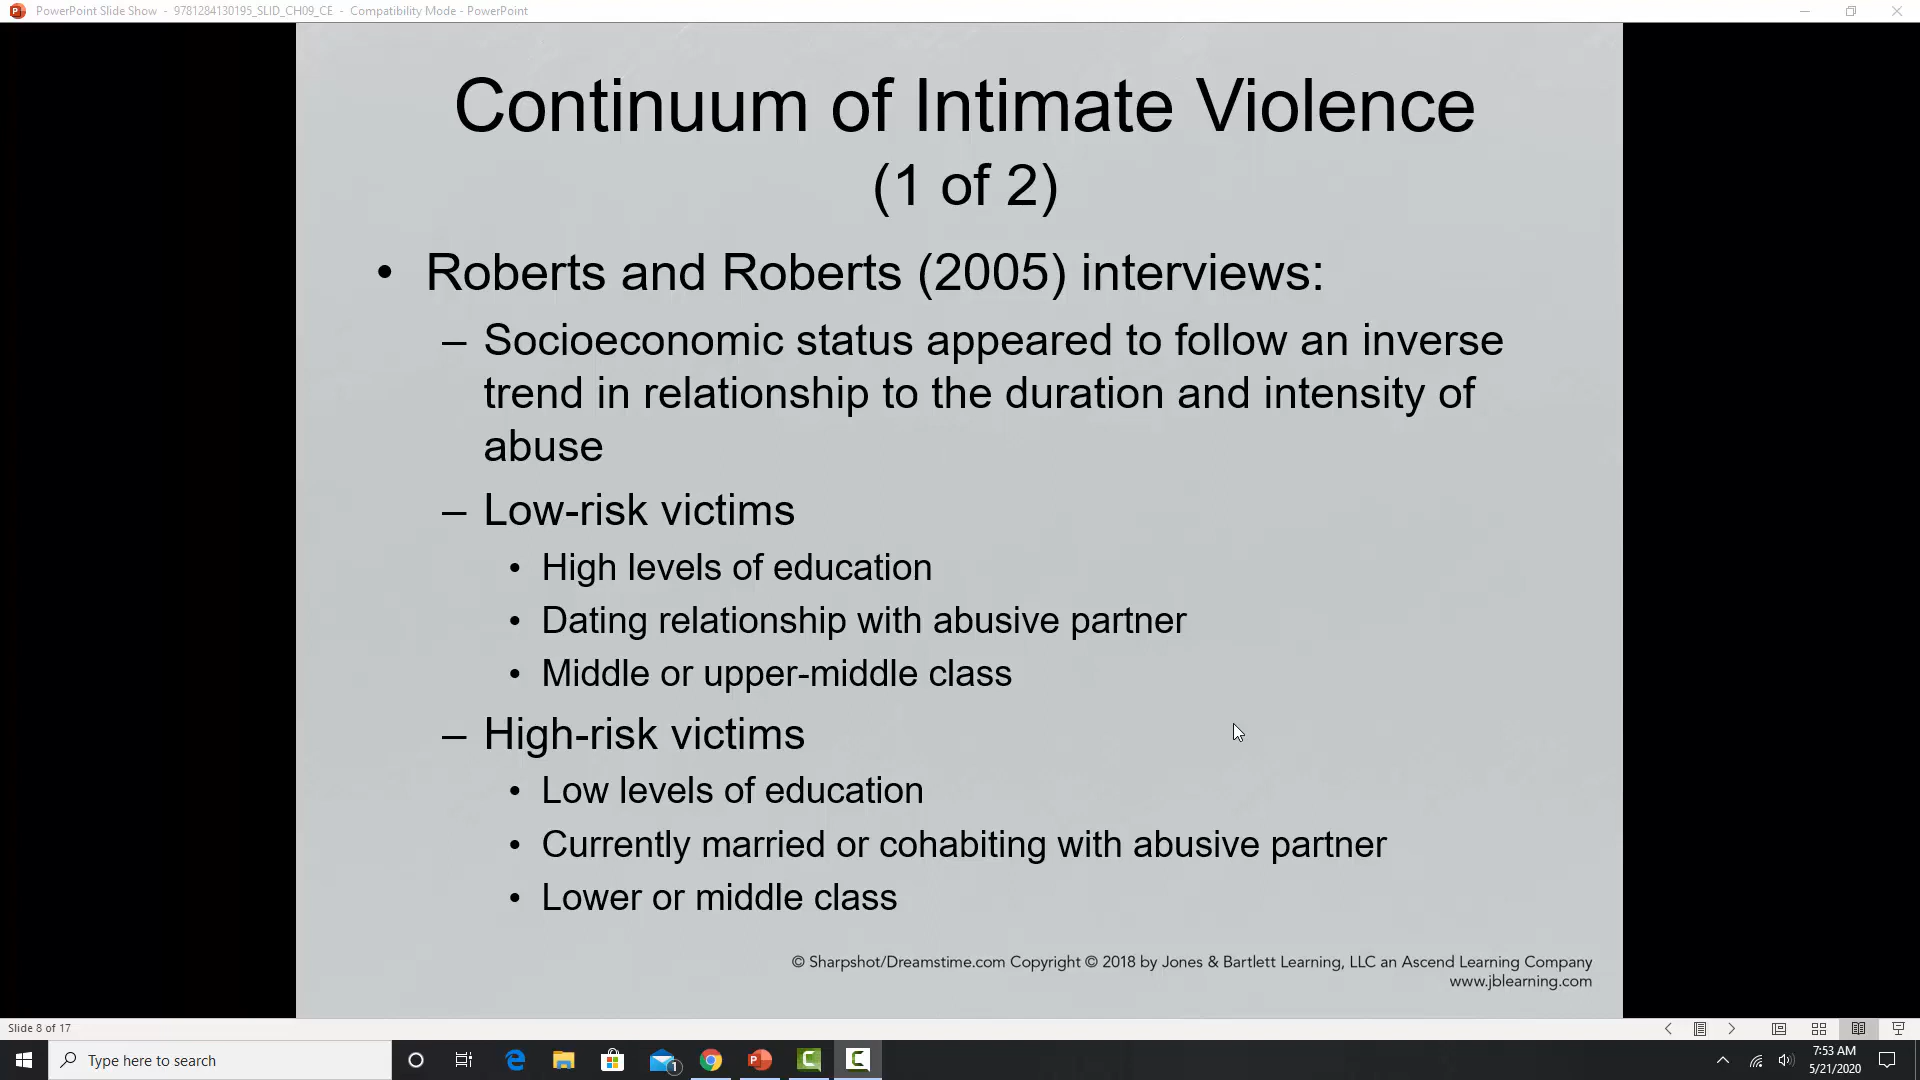 PowerPoint Slide Show - 9781284130195_SLID_CH09_CE - Compatibility Mode - PowerPoint
Continuum of Intimate Violence
(1 of 2)
• Roberts and Roberts (2005) interviews:
– Socioeconomic status appeared to follow an inverse
trend in relationship to the duration and intensity of
abuse
– Low-risk victims
• High levels of education
• Dating relationship with abusive partner
• Middle or upper-middle class
– High-risk victims
• Low levels of education
• Currently married or cohabiting with abusive partner
• Lower or middle class
© Sharpshot/Dreamstime.com Copyright © 2018 by Jones & Bartlett Learning, LLC an Ascend Learning Company
www.jblearning.com
Slide 8 of 17
Type here to search
1
7:53 AM
5/21/2020